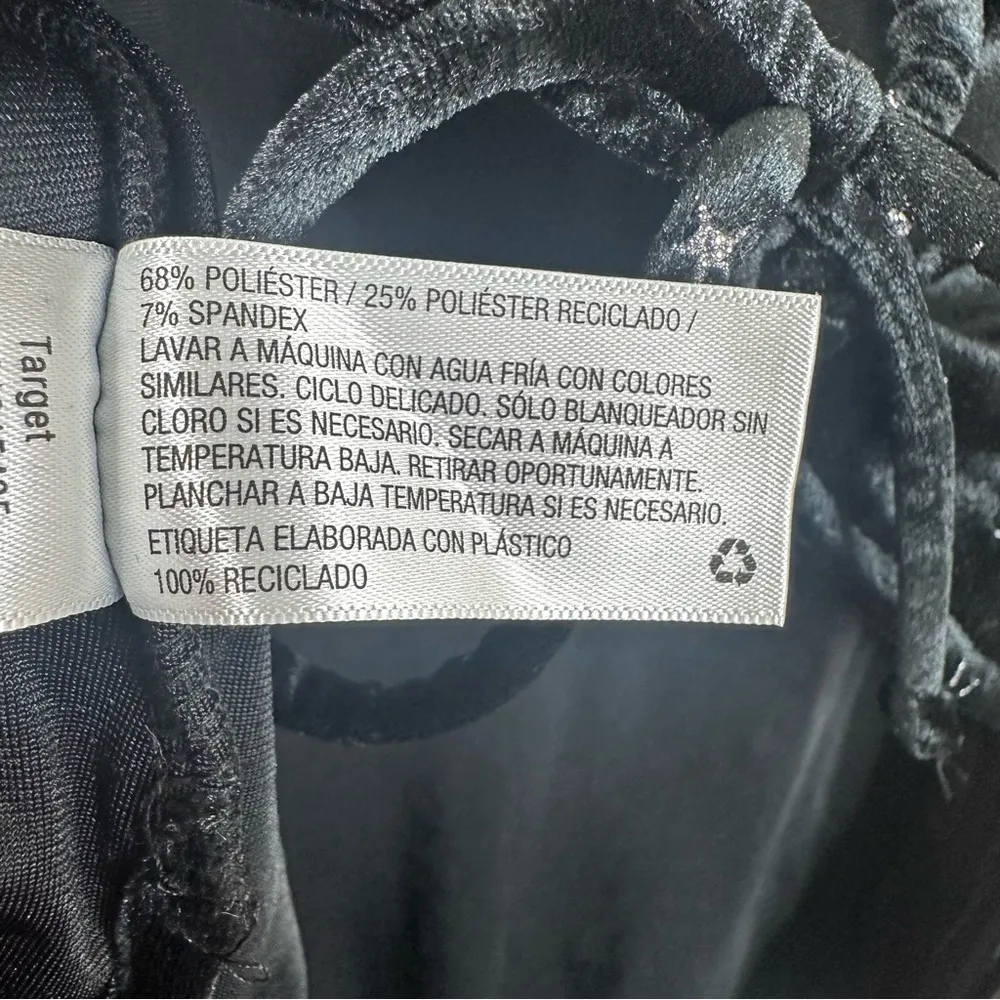 68% POLIÉSTER / 25% POLIÉSTER RECICLADO /
7% SPANDEX
LAVAR A MÁQUINA CON AGUA FRÍA CON COLORES
SIMILARES. CICLO DELICADO. SÓLO BLANQUEADOR SIN
CLORO SI ES NECESARIO. SECAR A MÁQUINA A
TEMPERATURA BAJA. RETIRAR OPORTUNAMENTE.
PLANCHAR A BAJA TEMPERATURA SI ES NECESARIO.
ETIQUETA ELABORADA CON PLÁSTICO
100% RECICLADO
Target